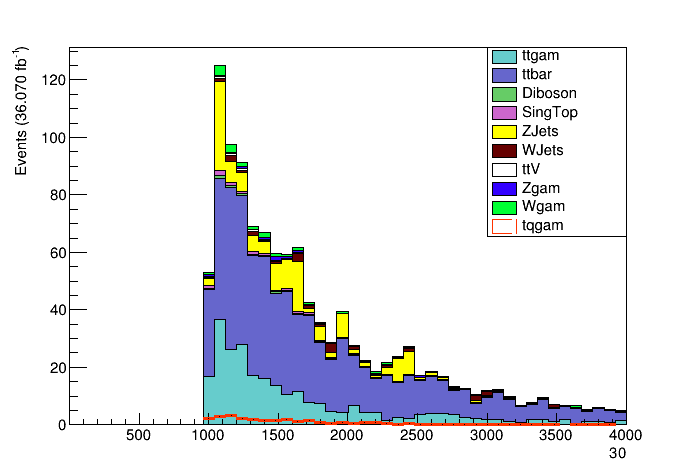 Events (36.070 fb⁻¹)
120
100
80
60
40
20
0
ttgam
ttbar
Diboson
SingTop
ZJets
WJets
ttV
Zgam
Wgam
tqgam
500 1000 1500 2000 2500 3000 3500 4000
30